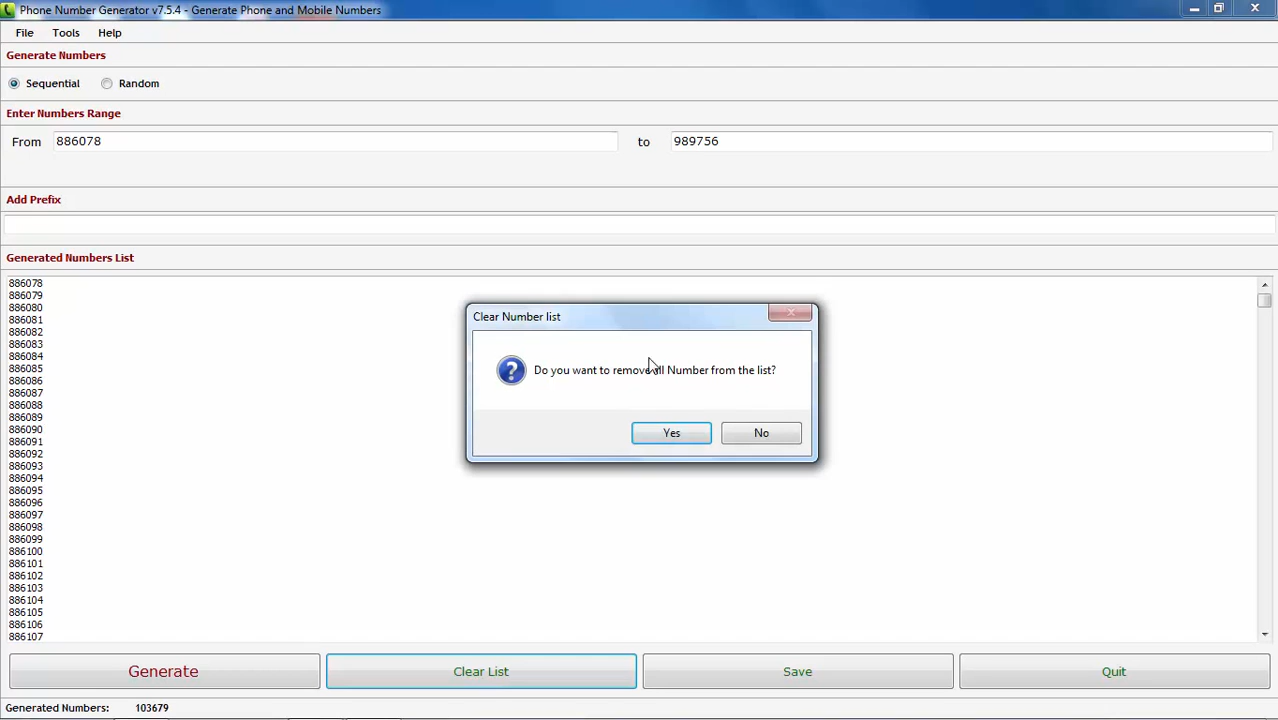 Phone Number Generator v7.5.4 - Generate Phone and Mobile Numbers
File Tools Help
Generate Numbers
Sequential Random
Enter Numbers Range
From 886078 to 989756
Add Prefix
Generated Numbers List
886078
886079
886080
886081
886082
886083
886084
886085
886086
886087
886088
886089
886090
886091
886092
886093
886094
886095
886096
886097
886098
886099
886100
886101
886102
886103
886104
886105
886106
886107
Clear Number list
Do you want to remove all Number from the list?
Yes No
Generate Clear List Save Quit
Generated Numbers: 103679